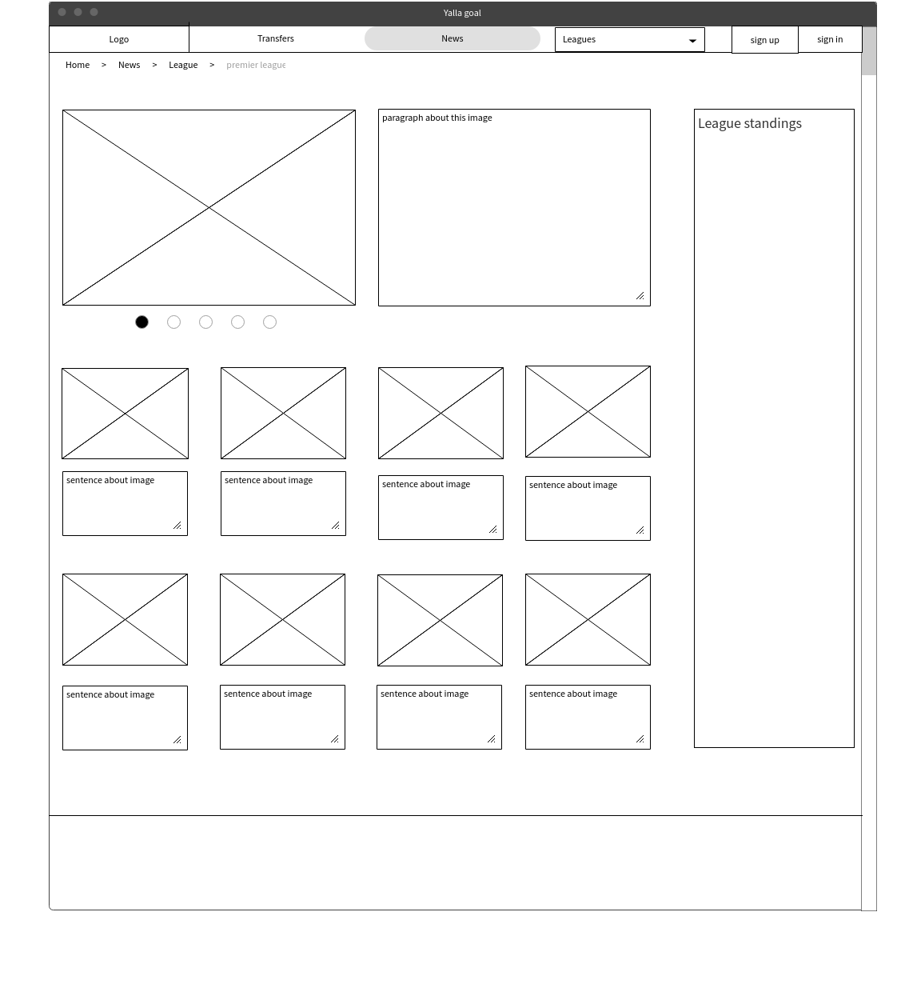 Yalla goal
Logo Transfers News Leagues sign up sign in
Home > News > League > premier league
paragraph about this image
League standings
sentence about image sentence about image sentence about image sentence about image
sentence about image sentence about image sentence about image sentence about image